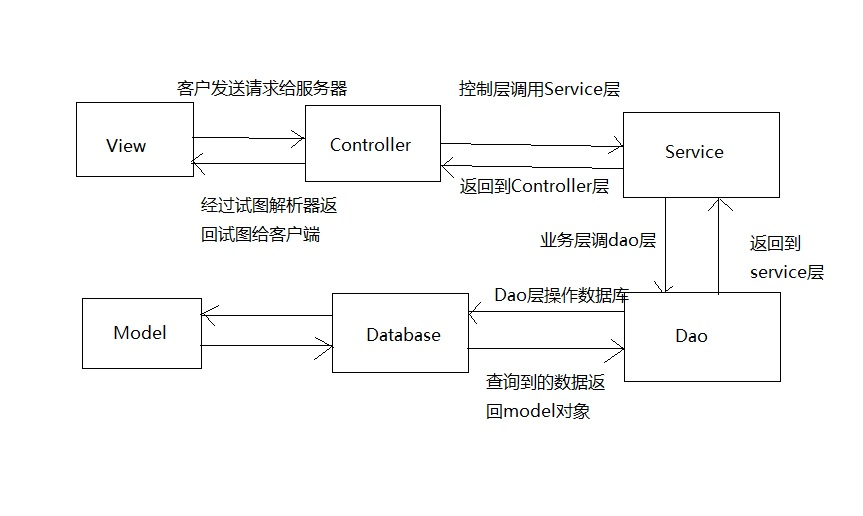 客户发送请求给服务器
控制层调用Service层
View
Controller
Service
经过试图解析器返
回试图给客户端
返回到Controller层
业务层调dao层
返回到
service层
Dao层操作数据库
Model
Database
Dao
查询到的数据返
回model对象